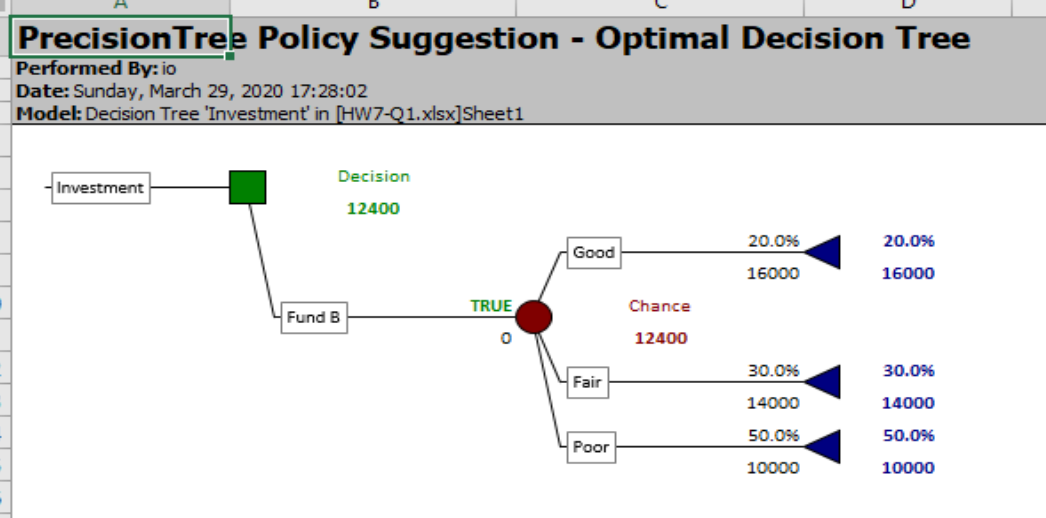 A B C D
PrecisionTree Policy Suggestion - Optimal Decision Tree
Performed By: io
Date: Sunday, March 29, 2020 17:28:02
Model: Decision Tree 'Investment' in [HW7-Q1.xlsx]Sheet1
Investment
Decision
12400
Good
20.0%
16000
20.0%
16000
Fund B
TRUE
0
Chance
12400
Fair
30.0%
14000
30.0%
14000
Poor
50.0%
10000
50.0%
10000